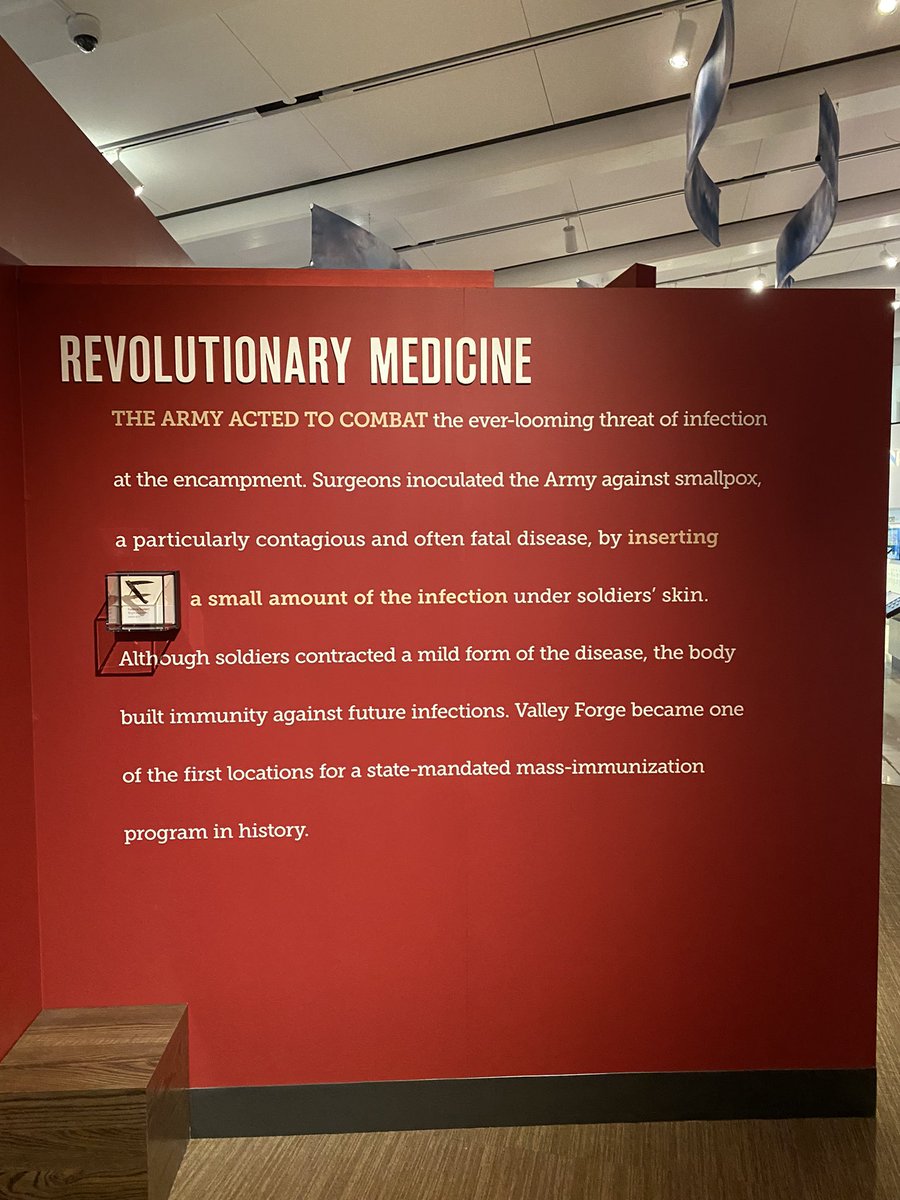 REVOLUTIONARY MEDICINE
THE ARMY ACTED TO COMBAT the ever-looming threat of infection
at the encampment. Surgeons inoculated the Army against smallpox,
a particularly contagious and often fatal disease, by inserting
a small amount of the infection under soldiers’ skin.
Although soldiers contracted a mild form of the disease, the body
built immunity against future infections. Valley Forge became one
of the first locations for a state-mandated mass-immunization
program in history.